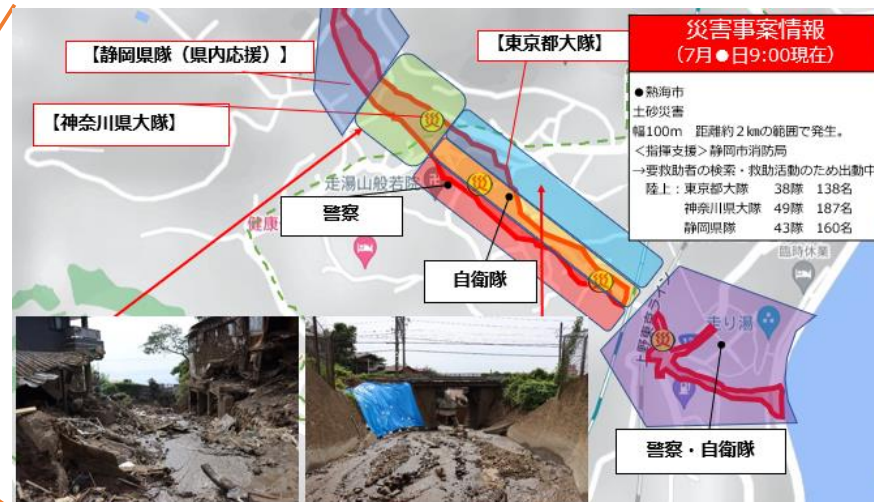 【静岡県隊（県内応援）】
【東京都大隊】
【神奈川県大隊】
走湯山般若院
警察
健康
自衛隊
災害事案情報
（7月●日9:00現在）
●熱海市
土砂災害
幅100m　距離約２㎞の範囲で発生。
＜指揮支援＞静岡市消防局
→要救助者の検索・救助活動のため出動中
陸上：東京都大隊　38隊　138名
神奈川県大隊　49隊　187名
静岡県隊　43隊　160名
臨時休業
走り湯
警察・自衛隊